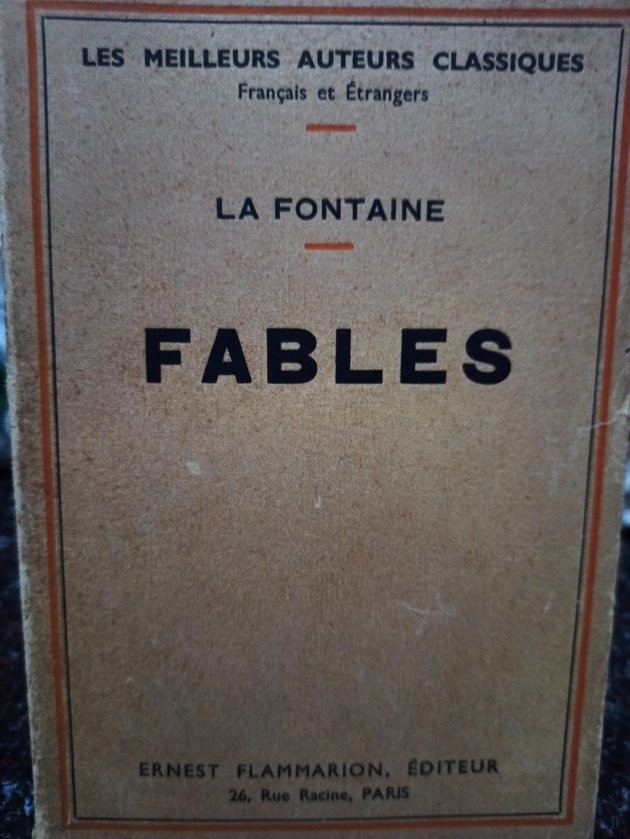 LES MEILLEURS AUTEURS CLASSIQUES
Français et Étrangers
LA FONTAINE
FABLES
ERNEST FLAMMARION, ÉDITEUR
26, Rue Racine, PARIS